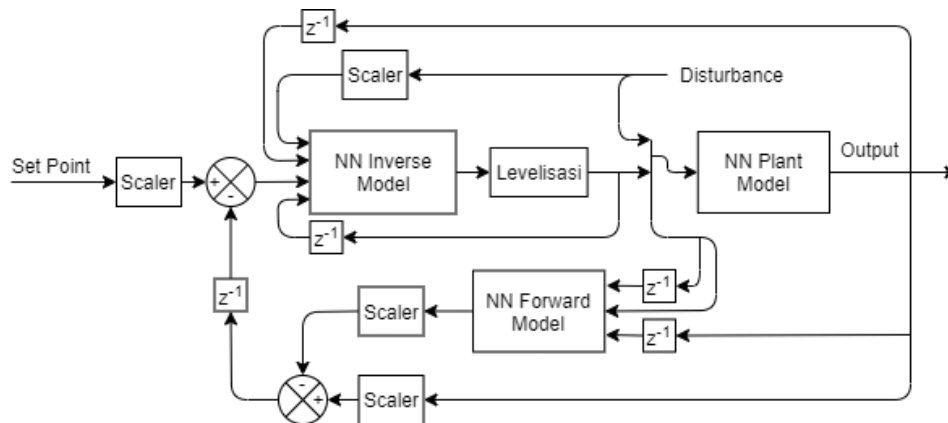 z⁻¹
Scaler
Disturbance
Set Point
Scaler
+
-
NN Inverse
Model
Levelisasi
NN Plant
Model
Output
z⁻¹
z⁻¹
z⁻¹
Scaler
NN Forward
Model
z⁻¹
-
+
Scaler